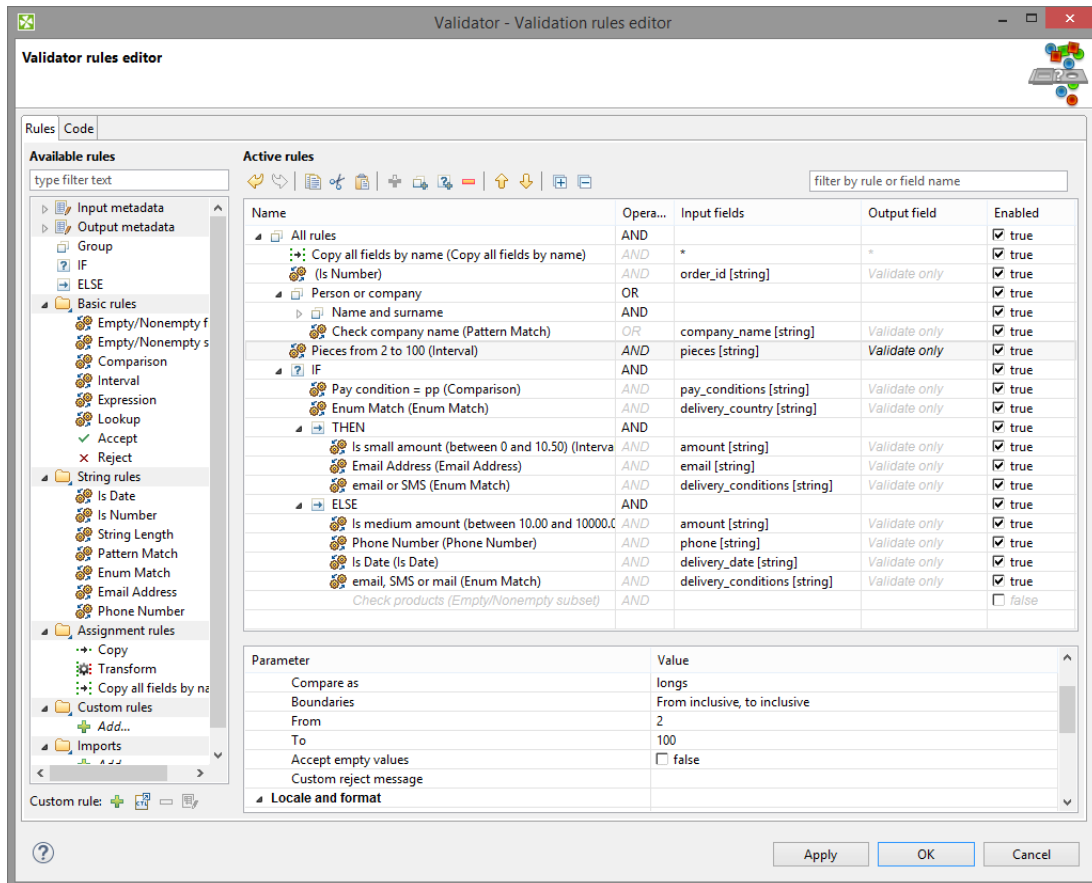 Validator - Validation rules editor
Validator rules editor
Rules Code
Available rules
type filter text
Input metadata
Output metadata
Group
IF
ELSE
Basic rules
Empty/Nonempty f
Empty/Nonempty s
Comparison
Interval
Expression
Lookup
Accept
Reject
String rules
Is Date
Is Number
String Length
Pattern Match
Enum Match
Email Address
Phone Number
Assignment rules
Copy
Transform
Copy all fields by na
Custom rules
Add...
Imports
Custom rule:
Active rules
filter by rule or field name
Name Opera... Input fields Output field Enabled
All rules AND true
Copy all fields by name (Copy all fields by name) AND * * true
(Is Number) AND order_id [string] Validate only true
Person or company OR true
Name and surname AND true
Check company name (Pattern Match) OR company_name [string] Validate only true
Pieces from 2 to 100 (Interval) AND pieces [string] Validate only true
IF AND true
Pay condition = pp (Comparison) AND pay_conditions [string] Validate only true
Enum Match (Enum Match) AND delivery_country [string] Validate only true
THEN AND true
Is small amount (between 0 and 10.50) (Interva AND amount [string] Validate only true
Email Address (Email Address) AND email [string] Validate only true
email or SMS (Enum Match) AND delivery_conditions [string] Validate only true
ELSE AND true
Is medium amount (between 10.00 and 10000.0 AND amount [string] Validate only true
Phone Number (Phone Number) AND phone [string] Validate only true
Is Date (Is Date) AND delivery_date [string] Validate only true
email, SMS or mail (Enum Match) AND delivery_conditions [string] Validate only true
Check products (Empty/Nonempty subset) AND false
Parameter Value
Compare as longs
Boundaries From inclusive, to inclusive
From 2
To 100
Accept empty values false
Custom reject message
Locale and format
Apply OK Cancel